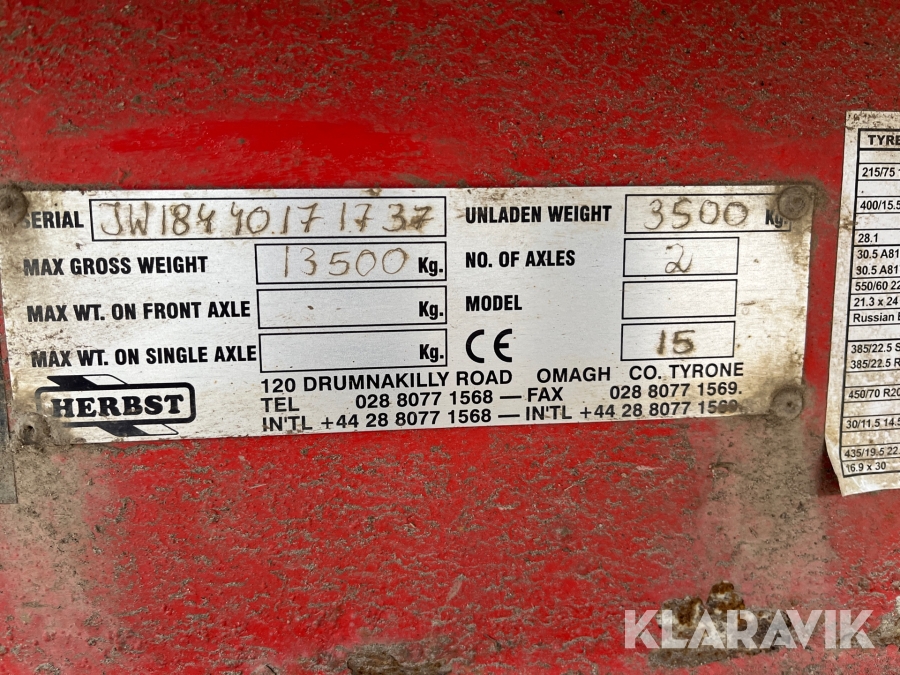 KLARAVIK
SERIAL JW184 40.17 17 37 UNLADEN WEIGHT 3500 Kg.
MAX GROSS WEIGHT 13500 Kg. NO. OF AXLES 2
MAX WT. ON FRONT AXLE Kg. MODEL
MAX WT. ON SINGLE AXLE Kg. CE 15
HERBST
120 DRUMNAKILLY ROAD OMAGH CO. TYRONE
TEL 028 8077 1568 — FAX 028 8077 1569.
IN'TL +44 28 8077 1568 — IN'TL +44 28 8077 1569
TYRE
215/75
400/15.5
28.1
30.5 A81
30.5 A81
550/60 22
21.3 x 24
Russian
385/22.5 S
385/22.5 R
450/70 R20
30/11.5 14.5
435/19.5 22.
16.9 x 30
KLARAVIK